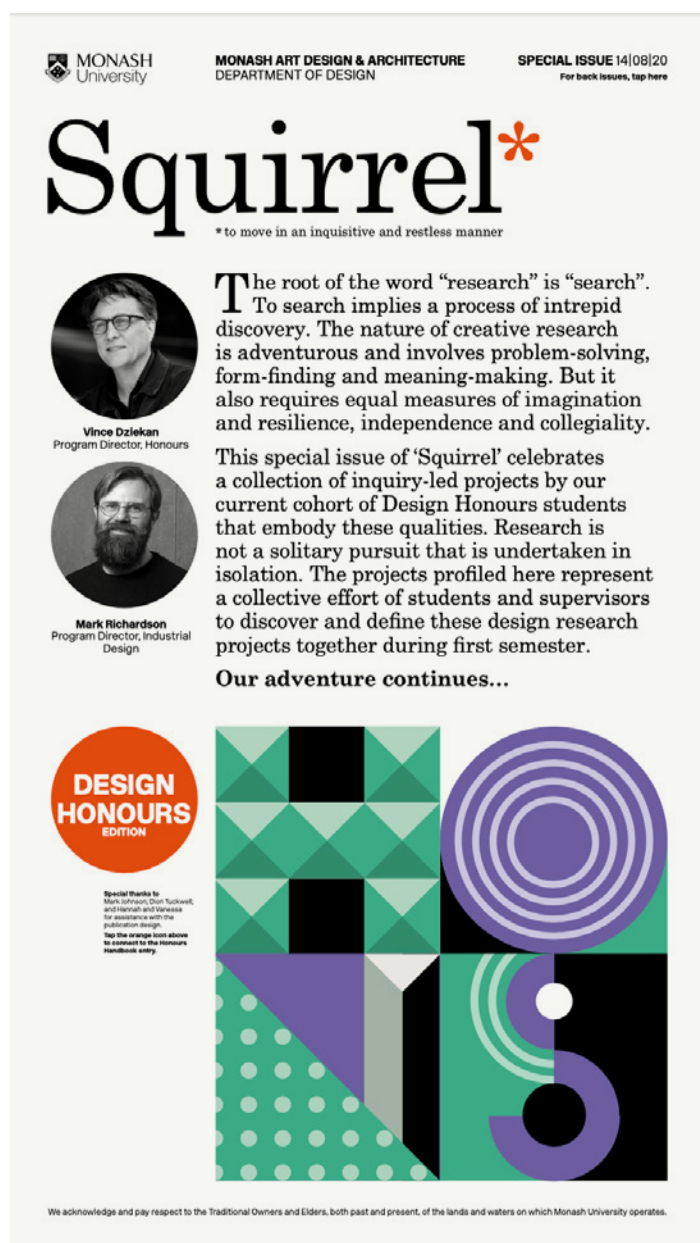 MONASH
University
MONASH ART DESIGN & ARCHITECTURE
DEPARTMENT OF DESIGN
SPECIAL ISSUE 14|08|20
For back issues, tap here
Squirrel*
* to move in an inquisitive and restless manner
Vince Dziekan
Program Director, Honours
Mark Richardson
Program Director, Industrial
Design
The root of the word “research” is “search”.
To search implies a process of intrepid
discovery. The nature of creative research
is adventurous and involves problem-solving,
form-finding and meaning-making. But it
also requires equal measures of imagination
and resilience, independence and collegiality.
This special issue of ‘Squirrel’ celebrates
a collection of inquiry-led projects by our
current cohort of Design Honours students
that embody these qualities. Research is
not a solitary pursuit that is undertaken in
isolation. The projects profiled here represent
a collective effort of students and supervisors
to discover and define these design research
projects together during first semester.
Our adventure continues...
DESIGN
HONOURS
EDITION
Special thanks to
Mark Johnson; Dion Tuckwell;
and Hannah and Vanessa
for assistance with the
publication design.
Tap the orange icon above
to connect to the Honours
Handbook entry.
HO
VS
We acknowledge and pay respect to the Traditional Owners and Elders, both past and present, of the lands and waters on which Monash University operates.